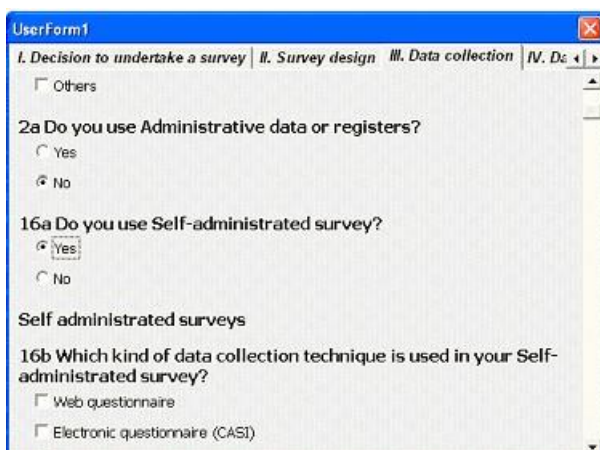 UserForm1
I. Decision to undertake a survey II. Survey design III. Data collection IV. Da
Others
2a Do you use Administrative data or registers?
Yes
No
16a Do you use Self-administrated survey?
Yes
No
Self administrated surveys
16b Which kind of data collection technique is used in your Self-
administrated survey?
Web questionnaire
Electronic questionnaire (CASI)